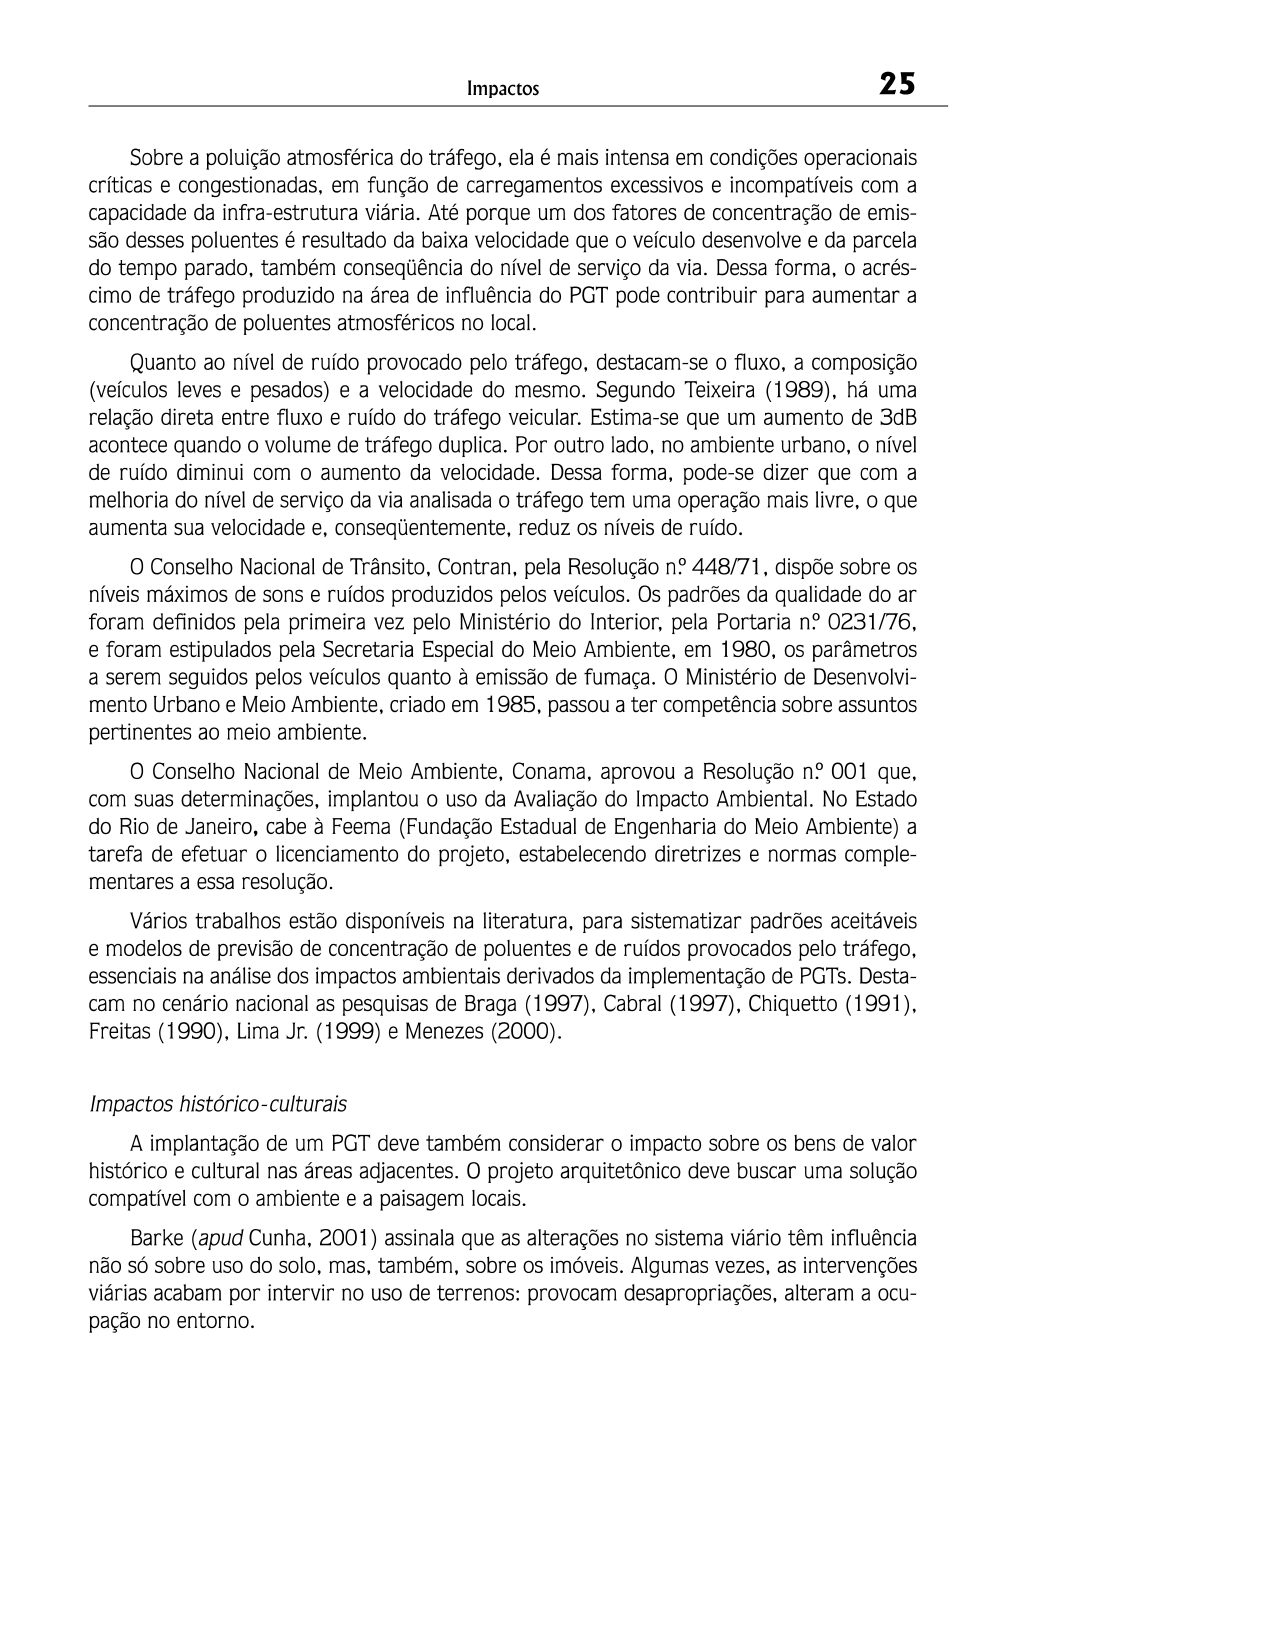 Impactos 25
Sobre a poluição atmosférica do tráfego, ela é mais intensa em condições operacionais
críticas e congestionadas, em função de carregamentos excessivos e incompatíveis com a
capacidade da infra-estrutura viária. Até porque um dos fatores de concentração de emis-
são desses poluentes é resultado da baixa velocidade que o veículo desenvolve e da parcela
do tempo parado, também conseqüência do nível de serviço da via. Dessa forma, o acrés-
cimo de tráfego produzido na área de influência do PGT pode contribuir para aumentar a
concentração de poluentes atmosféricos no local.
Quanto ao nível de ruído provocado pelo tráfego, destacam-se o fluxo, a composição
(veículos leves e pesados) e a velocidade do mesmo. Segundo Teixeira (1989), há uma
relação direta entre fluxo e ruído do tráfego veicular. Estima-se que um aumento de 3dB
acontece quando o volume de tráfego duplica. Por outro lado, no ambiente urbano, o nível
de ruído diminui com o aumento da velocidade. Dessa forma, pode-se dizer que com a
melhoria do nível de serviço da via analisada o tráfego tem uma operação mais livre, o que
aumenta sua velocidade e, conseqüentemente, reduz os níveis de ruído.
O Conselho Nacional de Trânsito, Contran, pela Resolução n.º 448/71, dispõe sobre os
níveis máximos de sons e ruídos produzidos pelos veículos. Os padrões da qualidade do ar
foram definidos pela primeira vez pelo Ministério do Interior, pela Portaria n.º 0231/76,
e foram estipulados pela Secretaria Especial do Meio Ambiente, em 1980, os parâmetros
a serem seguidos pelos veículos quanto à emissão de fumaça. O Ministério de Desenvolvi-
mento Urbano e Meio Ambiente, criado em 1985, passou a ter competência sobre assuntos
pertinentes ao meio ambiente.
O Conselho Nacional de Meio Ambiente, Conama, aprovou a Resolução n.º 001 que,
com suas determinações, implantou o uso da Avaliação do Impacto Ambiental. No Estado
do Rio de Janeiro, cabe à Feema (Fundação Estadual de Engenharia do Meio Ambiente) a
tarefa de efetuar o licenciamento do projeto, estabelecendo diretrizes e normas comple-
mentares a essa resolução.
Vários trabalhos estão disponíveis na literatura, para sistematizar padrões aceitáveis
e modelos de previsão de concentração de poluentes e de ruídos provocados pelo tráfego,
essenciais na análise dos impactos ambientais derivados da implementação de PGTs. Desta-
cam no cenário nacional as pesquisas de Braga (1997), Cabral (1997), Chiquetto (1991),
Freitas (1990), Lima Jr. (1999) e Menezes (2000).
Impactos histórico-culturais
A implantação de um PGT deve também considerar o impacto sobre os bens de valor
histórico e cultural nas áreas adjacentes. O projeto arquitetônico deve buscar uma solução
compatível com o ambiente e a paisagem locais.
Barke (apud Cunha, 2001) assinala que as alterações no sistema viário têm influência
não só sobre uso do solo, mas, também, sobre os imóveis. Algumas vezes, as intervenções
viárias acabam por intervir no uso de terrenos: provocam desapropriações, alteram a ocu-
pação no entorno.